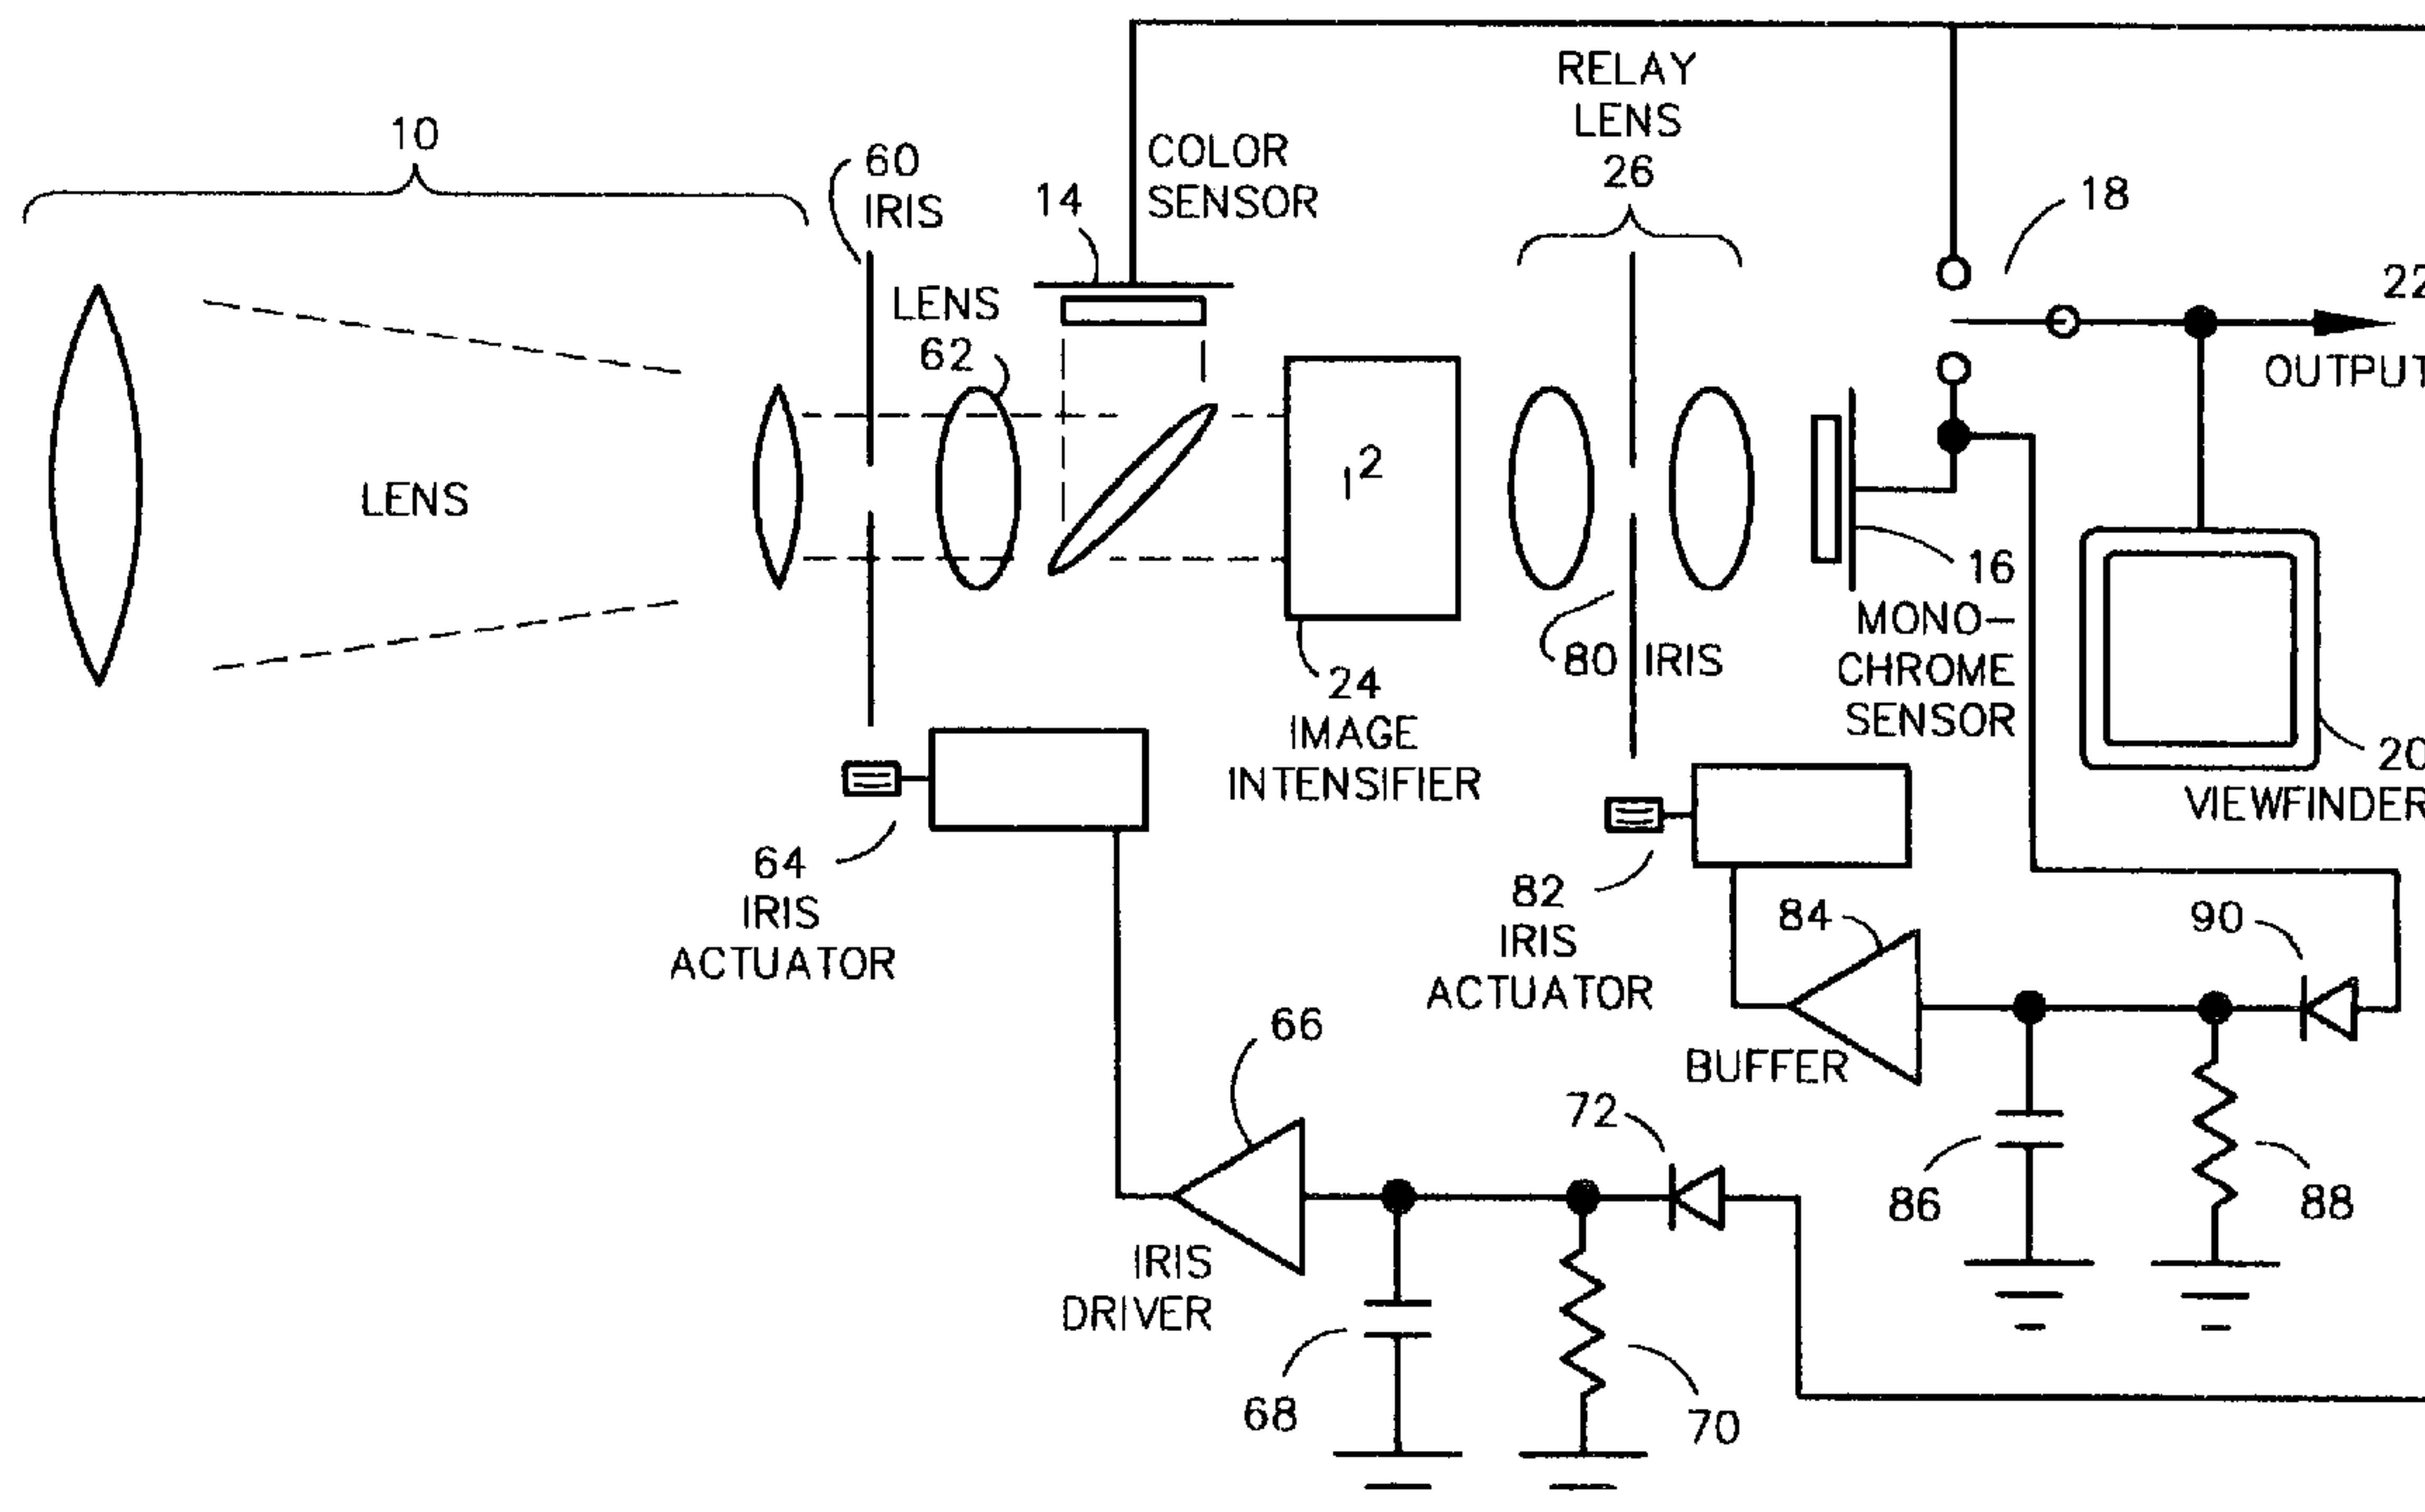 10
60
IRIS
COLOR
SENSOR
14
RELAY
LENS
26
18
LENS
62
22
OUTPUT
LENS
I2
16
MONO-
CHROME
SENSOR
80 IRIS
24
IMAGE
INTENSIFIER
20
VIEWFINDER
64
IRIS
ACTUATOR
82
IRIS
ACTUATOR
84
90
BUFFER
66
72
86
88
IRIS
DRIVER
68
70